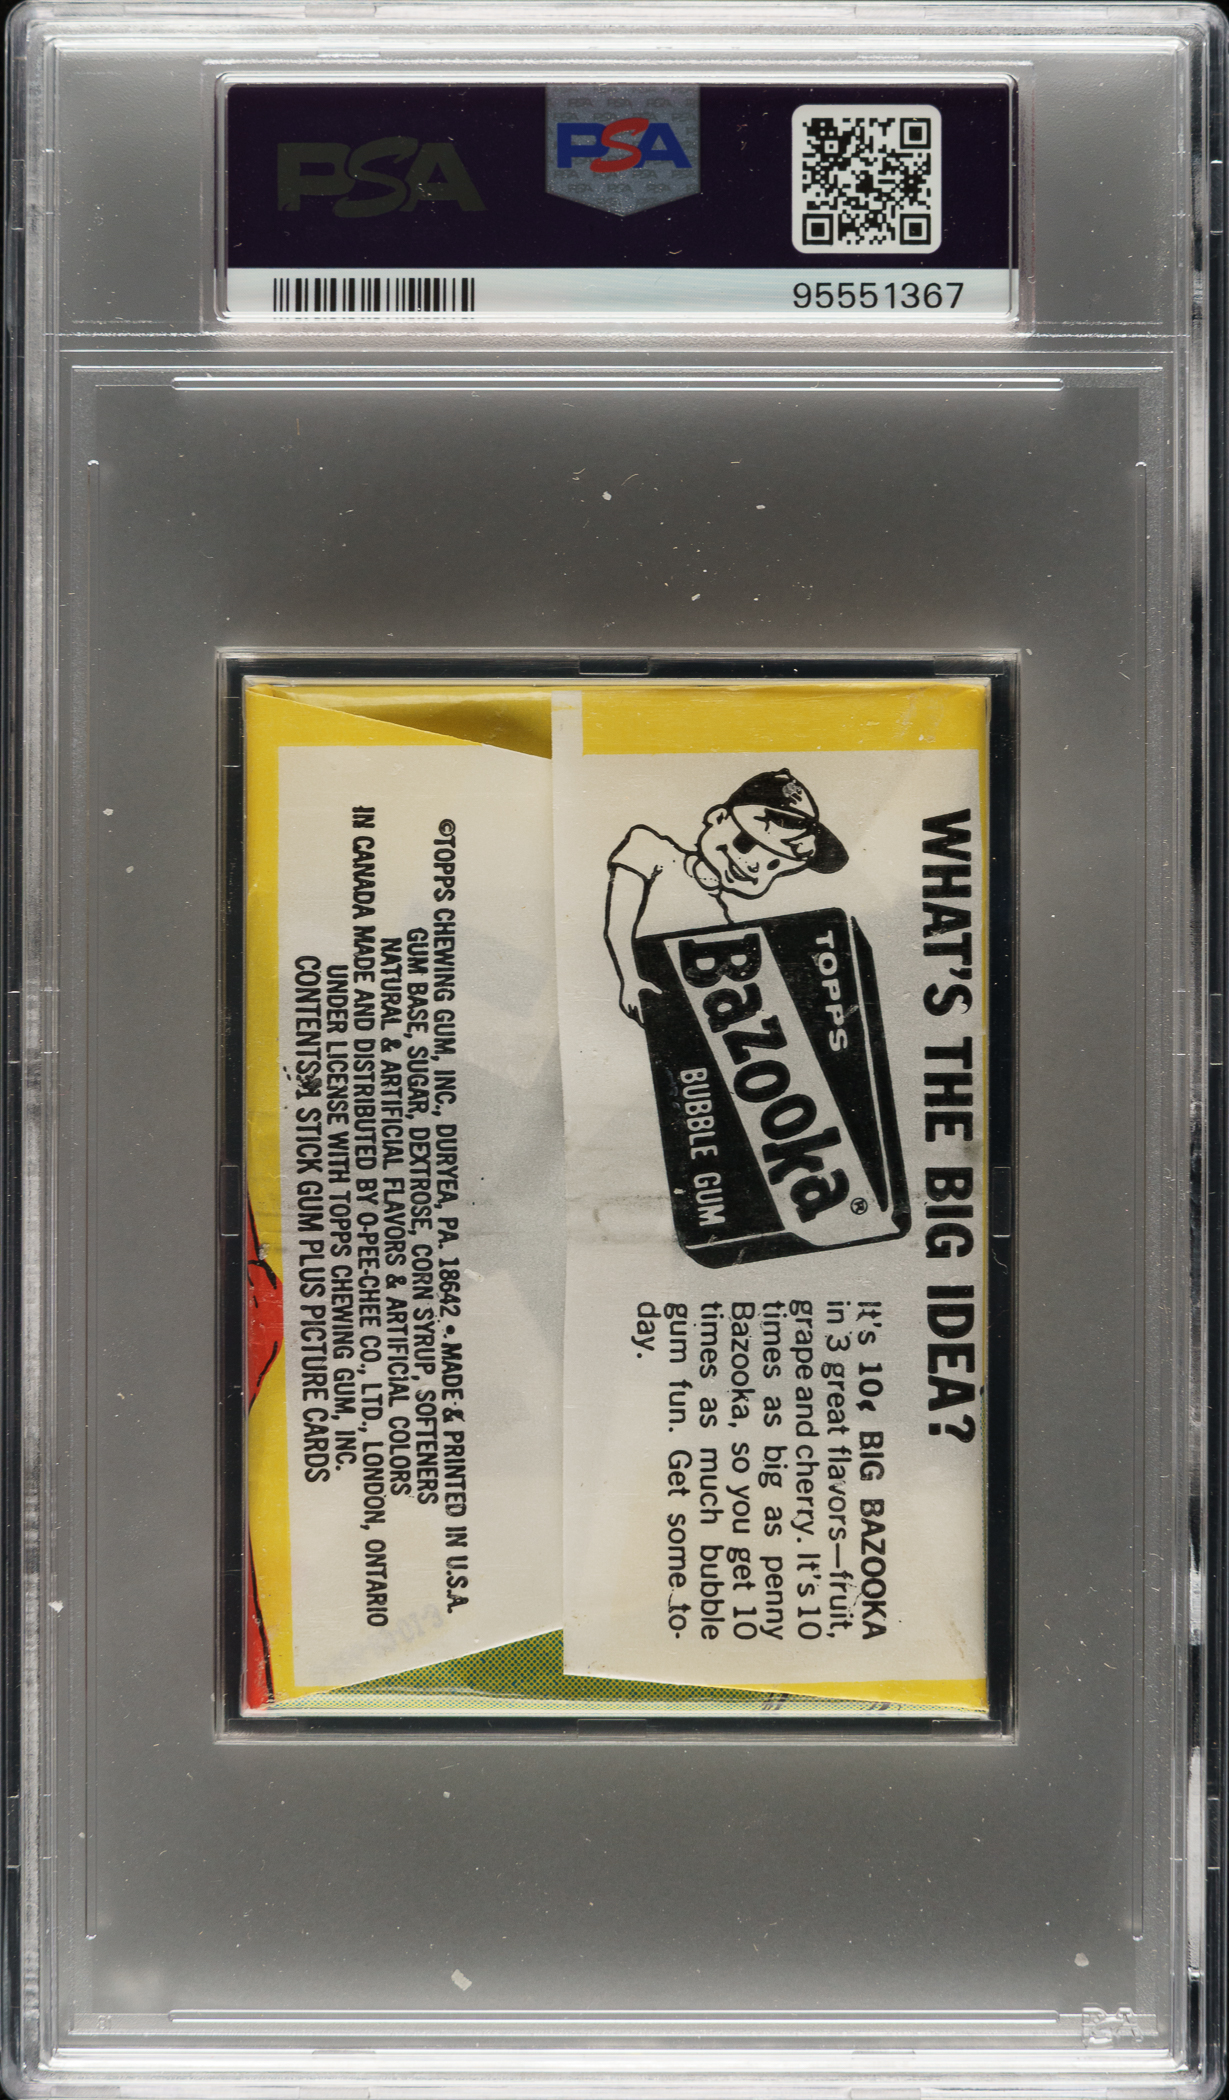 PSA
PSA
95551367
WHAT'S THE BIG IDEA?
TOPPS
Bazooka®
BUBBLE GUM
It's 10¢ BIG BAZOOKA
in 3 great flavors—fruit,
grape and cherry. It's 10
times as big as penny
Bazooka, so you get 10
times as much bubble
gum fun. Get some to-
day.
©TOPPS CHEWING GUM, INC., DURYEA, PA. 18642 • MADE & PRINTED IN U.S.A.
GUM BASE, SUGAR, DEXTROSE, CORN SYRUP, SOFTENERS
NATURAL & ARTIFICIAL FLAVORS & ARTIFICIAL COLORS
IN CANADA MADE AND DISTRIBUTED BY O-PEE-CHEE CO., LTD., LONDON, ONTARIO
UNDER LICENSE WITH TOPPS CHEWING GUM, INC.
CONTENTS: 1 STICK GUM PLUS PICTURE CARDS